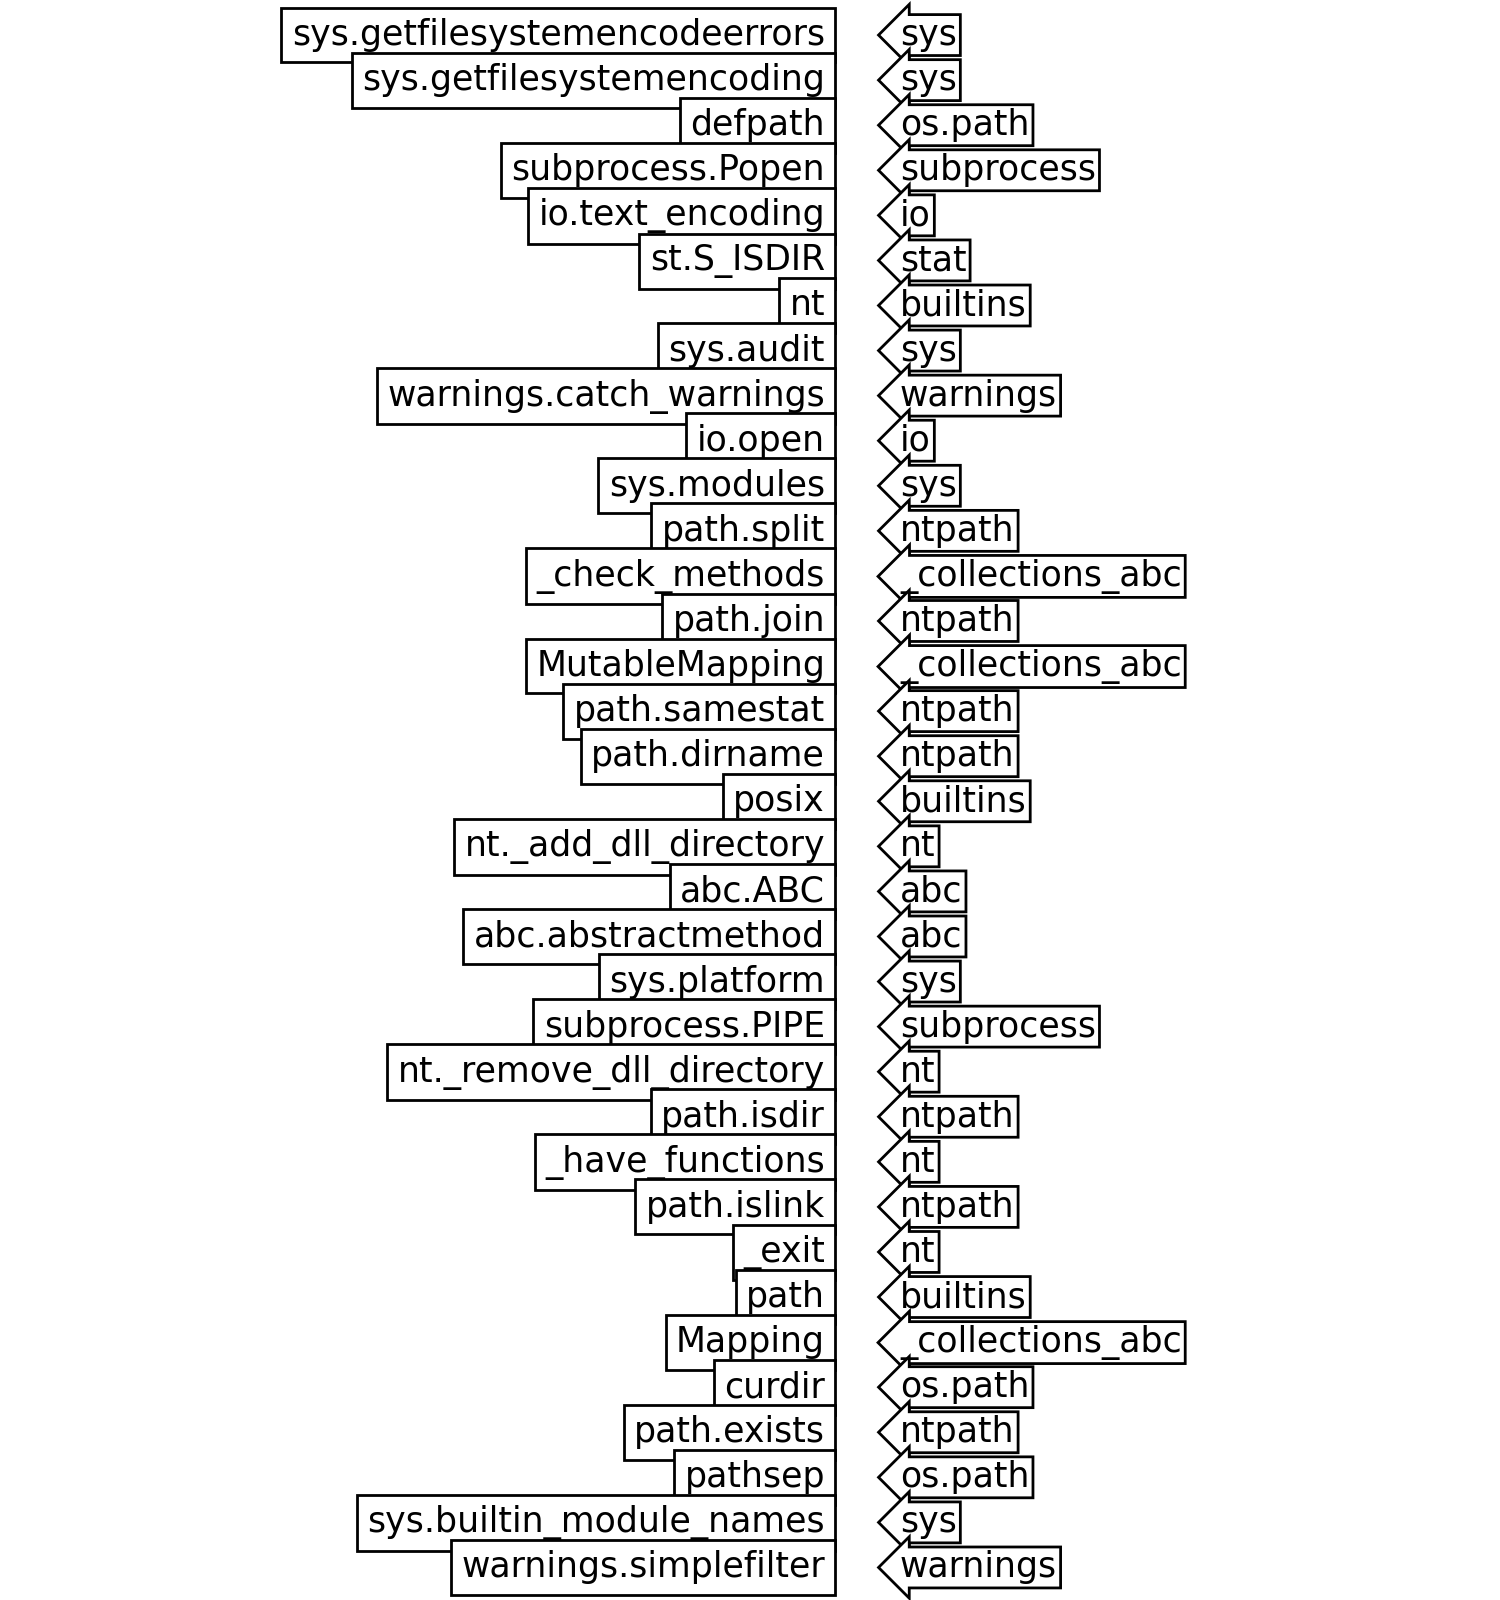 sys.getfilesystemencodeerrors sys
sys.getfilesystemencoding sys
defpath os.path
subprocess.Popen subprocess
io.text_encoding io
st.S_ISDIR stat
nt builtins
sys.audit sys
warnings.catch_warnings warnings
io.open io
sys.modules sys
path.split ntpath
_check_methods _collections_abc
path.join ntpath
MutableMapping _collections_abc
path.samestat ntpath
path.dirname ntpath
posix builtins
nt._add_dll_directory nt
abc.ABC abc
abc.abstractmethod abc
sys.platform sys
subprocess.PIPE subprocess
nt._remove_dll_directory nt
path.isdir ntpath
_have_functions nt
path.islink ntpath
_exit nt
path builtins
Mapping _collections_abc
curdir os.path
path.exists ntpath
pathsep os.path
sys.builtin_module_names sys
warnings.simplefilter warnings